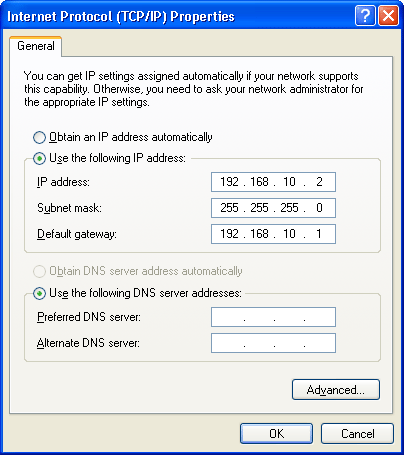 Internet Protocol (TCP/IP) Properties
General
You can get IP settings assigned automatically if your network supports
this capability. Otherwise, you need to ask your network administrator for
the appropriate IP settings.
Obtain an IP address automatically
Use the following IP address:
IP address: 192 . 168 . 10 . 2
Subnet mask: 255 . 255 . 255 . 0
Default gateway: 192 . 168 . 10 . 1
Obtain DNS server address automatically
Use the following DNS server addresses:
Preferred DNS server: . . .
Alternate DNS server: . . .
Advanced...
OK Cancel